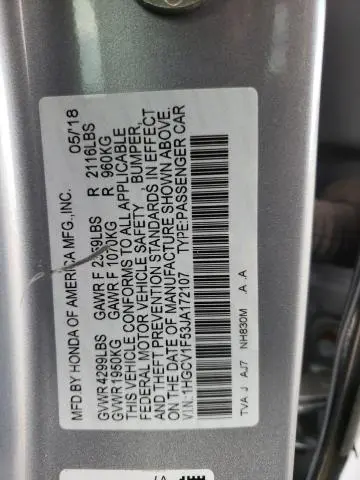 MFD BY HONDA OF AMERICA MFG.,INC. 05/'18
GVWR 4299LBS GAWR F 2359LBS R 2116LBS
GVWR 1950KG GAWR F 1070KG R 960KG
THIS VEHICLE CONFORMS TO ALL APPLICABLE
FEDERAL MOTOR VEHICLE SAFETY BUMPER,
AND THEFT PREVENTION STANDARDS IN EFFECT
ON THE DATE OF MANUFACTURE SHOWN ABOVE.
VIN:1HGCV1F53JA172107 TYPE:PASSENGER CAR
TVA J AJ7 NH830M A .A